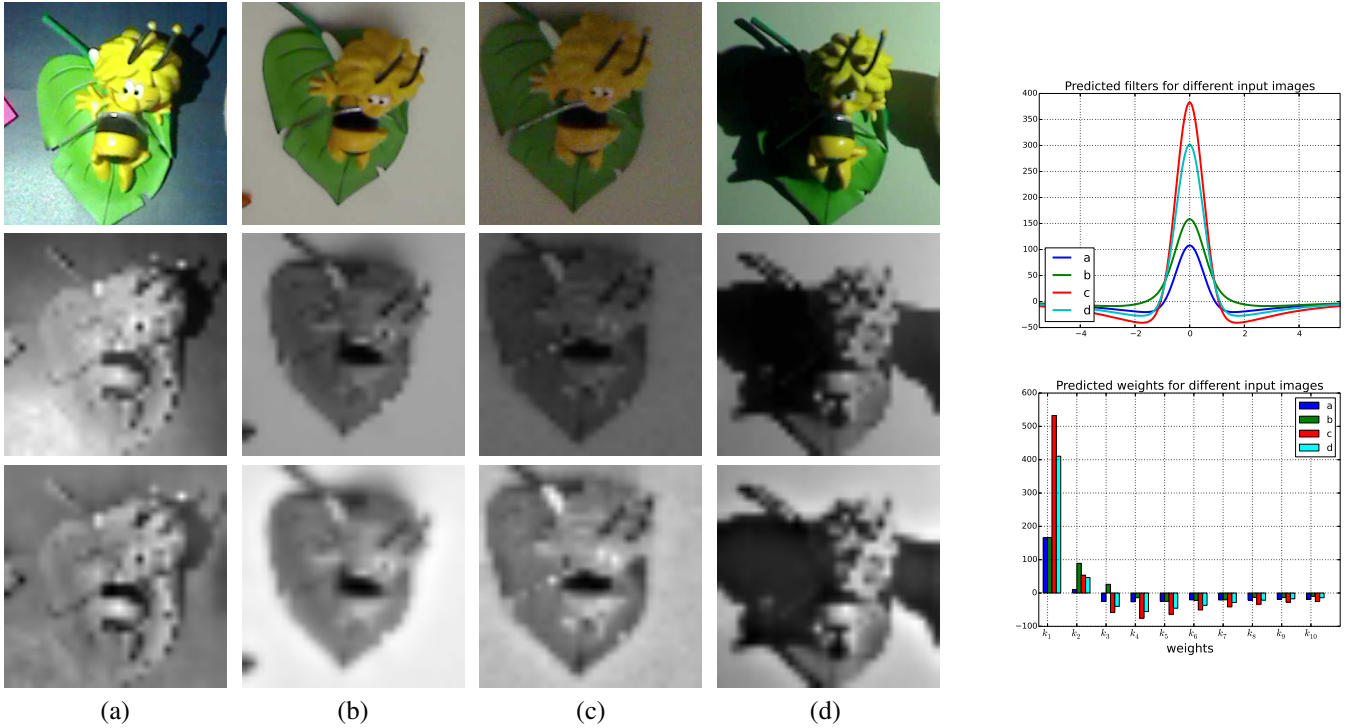 Predicted filters for different input images
400
350
300
250
200
150
100
50
0
−50
a
b
c
d
−4 −2 0 2 4
Predicted weights for different input images
600
500
400
300
200
100
0
−100
a
b
c
d
k1 k2 k3 k4 k5 k6 k7 k8 k9 k10
weights
(a) (b) (c) (d)